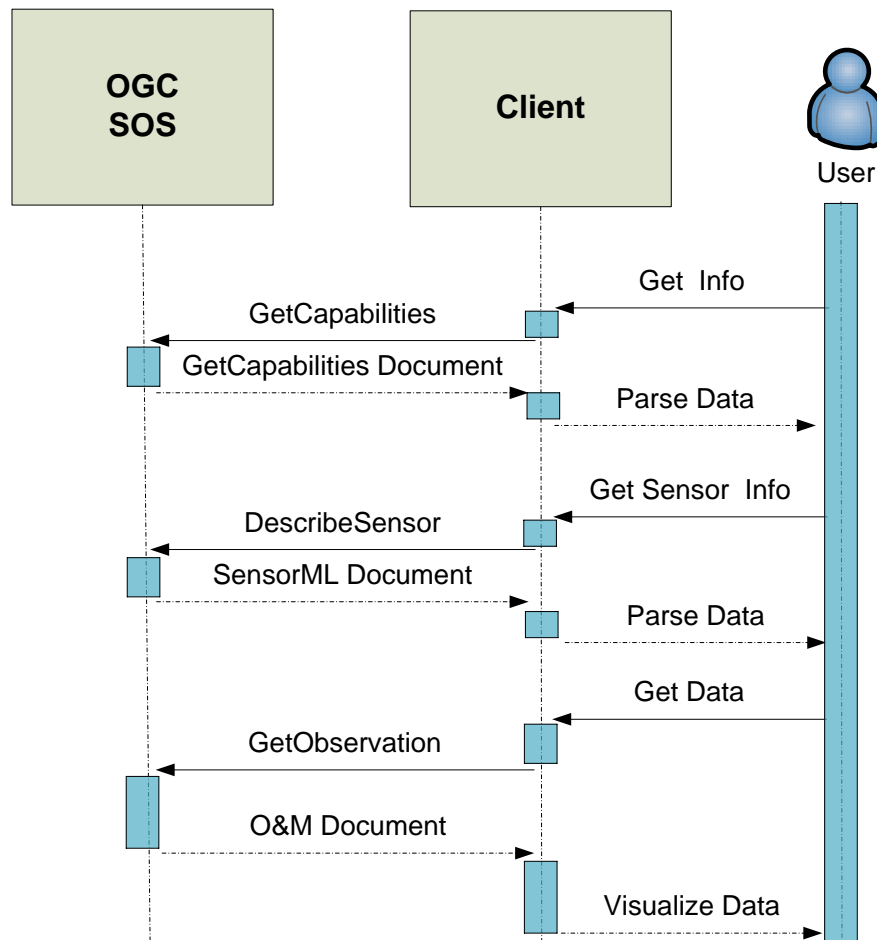 OGC
SOS
Client
User
Get Info
GetCapabilities
GetCapabilities Document
Parse Data
Get Sensor Info
DescribeSensor
SensorML Document
Parse Data
Get Data
GetObservation
O&M Document
Visualize Data